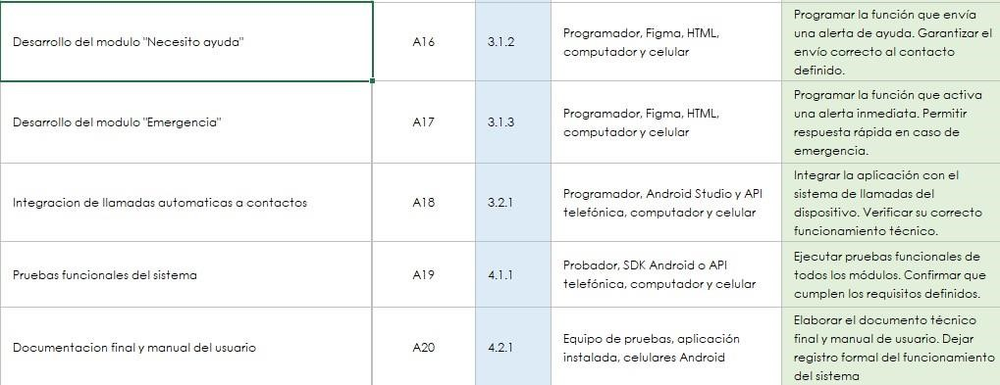 Desarrollo del modulo "Necesito ayuda"
A16
3.1.2
Programador, Figma, HTML,
computador y celular
Programar la función que envía
una alerta de ayuda. Garantizar el
envío correcto al contacto
definido.
Desarrollo del modulo "Emergencia"
A17
3.1.3
Programador, Figma, HTML,
computador y celular
Programar la función que activa
una alerta inmediata. Permitir
respuesta rápida en caso de
emergencia.
Integracion de llamadas automaticas a contactos
A18
3.2.1
Programador, Android Studio y API
telefónica, computador y celular
Integrar la aplicación con el
sistema de llamadas del
dispositivo. Verificar su correcto
funcionamiento técnico.
Pruebas funcionales del sistema
A19
4.1.1
Probador, SDK Android o API
telefónica, computador y celular
Ejecutar pruebas funcionales de
todos los módulos. Confirmar que
cumplen los requisitos definidos.
Documentacion final y manual del usuario
A20
4.2.1
Equipo de pruebas, aplicación
instalada, celulares Android
Elaborar el documento técnico
final y manual de usuario. Dejar
registro formal del funcionamiento
del sistema